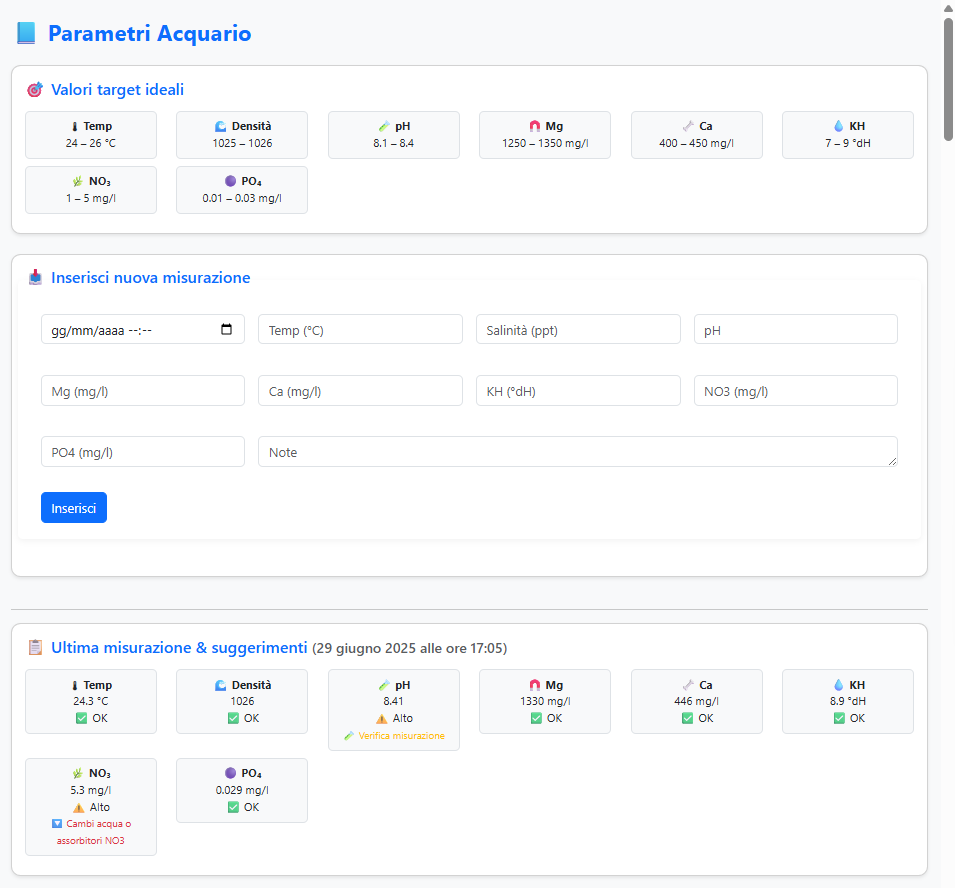 Parametri Acquario
Valori target ideali
Temp
24 – 26 °C
Densità
1025 – 1026
pH
8.1 – 8.4
Mg
1250 – 1350 mg/l
Ca
400 – 450 mg/l
KH
7 – 9 °dH
NO₃
1 – 5 mg/l
PO₄
0.01 – 0.03 mg/l
Inserisci nuova misurazione
gg/mm/aaaa --:--
Temp (°C)
Salinità (ppt)
pH
Mg (mg/l)
Ca (mg/l)
KH (°dH)
NO3 (mg/l)
PO4 (mg/l)
Note
Inserisci
Ultima misurazione & suggerimenti (29 giugno 2025 alle ore 17:05)
Temp
24.3 °C
OK
Densità
1026
OK
pH
8.41
Alto
Verifica misurazione
Mg
1330 mg/l
OK
Ca
446 mg/l
OK
KH
8.9 °dH
OK
NO₃
5.3 mg/l
Alto
Cambi acqua o
assorbitori NO3
PO₄
0.029 mg/l
OK